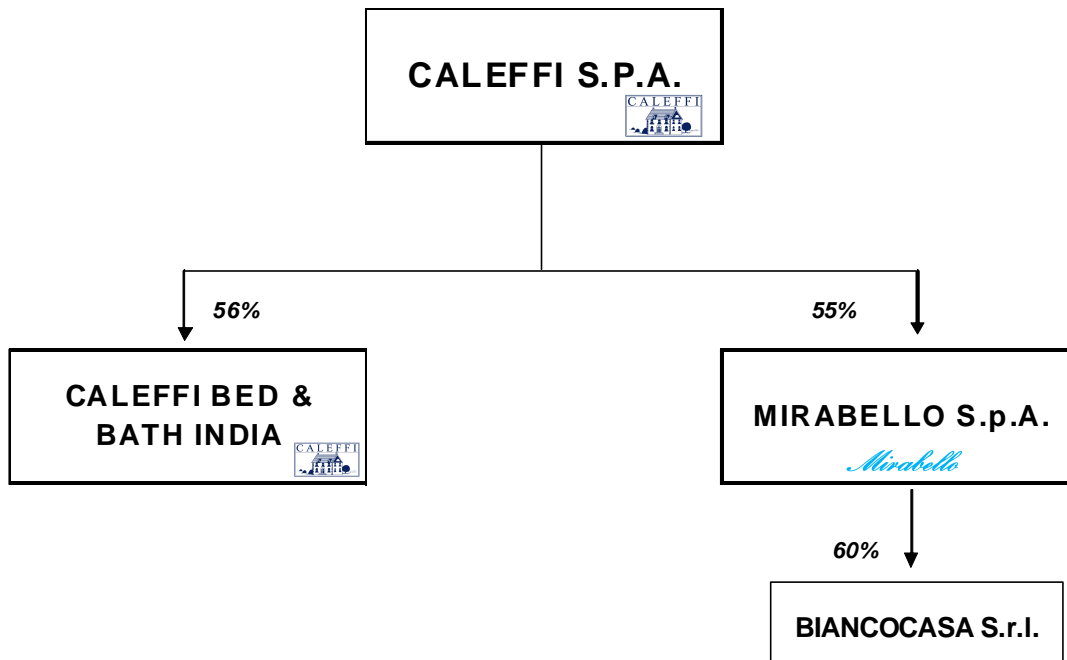 CALEFFI S.P.A.
CALEFFI
56%
55%
CALEFFI BED &
BATH INDIA
CALEFFI
MIRABELLO S.p.A.
Mirabello
60%
BIANCOCASA S.r.l.